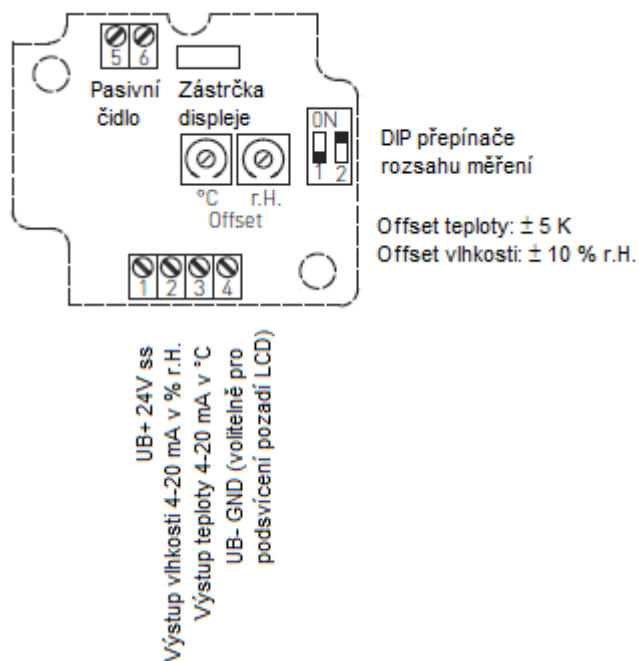 5 6
Pasivní
čidlo
Zástrčka
displeje
ON
1 2
DIP přepínače
rozsahu měření
°C r.H.
Offset
Offset teploty: ± 5 K
Offset vlhkosti: ± 10 % r.H.
1 2 3 4
UB+ 24V ss
Výstup vlhkosti 4-20 mA v % r.H.
Výstup teploty 4-20 mA v °C
UB- GND (volitelně pro
podsvícení pozadí LCD)